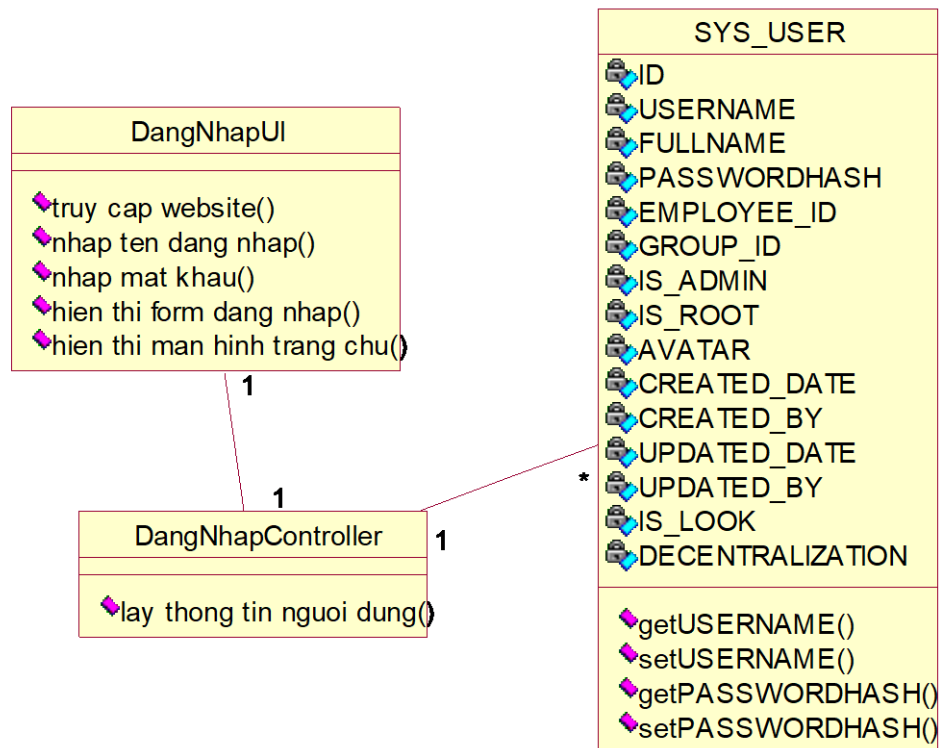 DangNhapUI
truy cap website()
nhap ten dang nhap()
nhap mat khau()
hien thi form dang nhap()
hien thi man hinh trang chu()
1
1
DangNhapController
lay thong tin nguoi dung()
1
*
SYS_USER
ID
USERNAME
FULLNAME
PASSWORDHASH
EMPLOYEE_ID
GROUP_ID
IS_ADMIN
IS_ROOT
AVATAR
CREATED_DATE
CREATED_BY
UPDATED_DATE
UPDATED_BY
IS_LOOK
DECENTRALIZATION
getUSERNAME()
setUSERNAME()
getPASSWORDHASH()
setPASSWORDHASH()